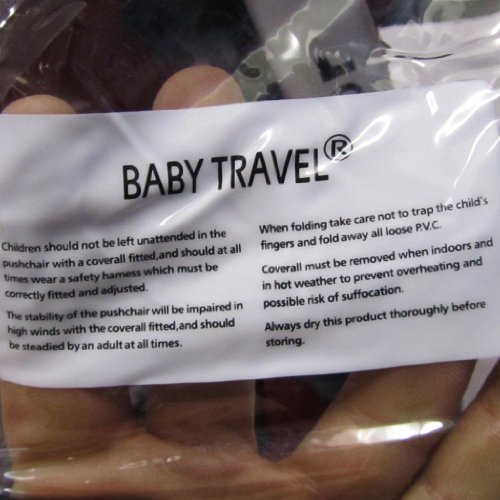 BABY TRAVEL®
Children should not be left unattended in the
pushchair with a coverall fitted,and should at all
times wear a safety harness which must be
correctly fitted and adjusted.
The stability of the pushchair will be impaired in
high winds with the coverall fitted,and should
be steadied by an adult at all times.
When folding take care not to trap the child's
fingers and fold away all loose P.V.C.
Coverall must be removed when indoors and
in hot weather to prevent overheating and
possible risk of suffocation.
Always dry this product thoroughly before
storing.